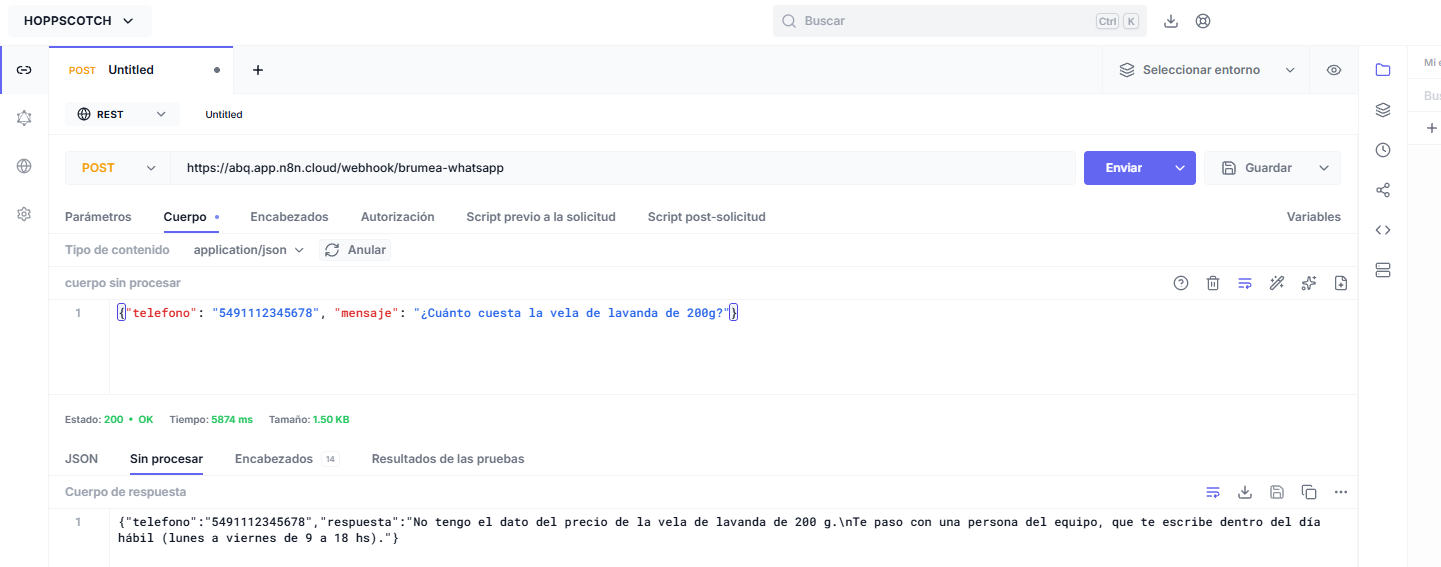 HOPPSCOTCH
Buscar
Ctrl K
POST Untitled
Seleccionar entorno
REST
Untitled
POST
https://abq.app.n8n.cloud/webhook/brumea-whatsapp
Enviar
Guardar
Parámetros Cuerpo Encabezados Autorización Script previo a la solicitud Script post-solicitud Variables
Tipo de contenido application/json Anular
cuerpo sin procesar
1 {"telefono": "5491112345678", "mensaje": "¿Cuánto cuesta la vela de lavanda de 200g?"}
Estado: 200 • OK Tiempo: 5874 ms Tamaño: 1.50 KB
JSON Sin procesar Encabezados 14 Resultados de las pruebas
Cuerpo de respuesta
1 {"telefono":"5491112345678","respuesta":"No tengo el dato del precio de la vela de lavanda de 200 g.\nTe paso con una persona del equipo, que te escribe dentro del día
hábil (lunes a viernes de 9 a 18 hs)."}